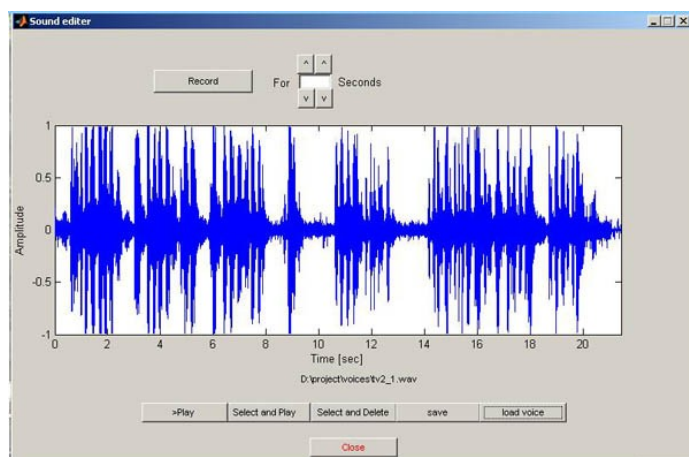 Sound editer
^ ^
Record For Seconds
v v
1
0.5
0
-0.5
-1
Amplitude
0 2 4 6 8 10 12 14 16 18 20
Time [sec]
D:\project\voices\tv2_1.wav
>Play Select and Play Select and Delete save load voice
Close